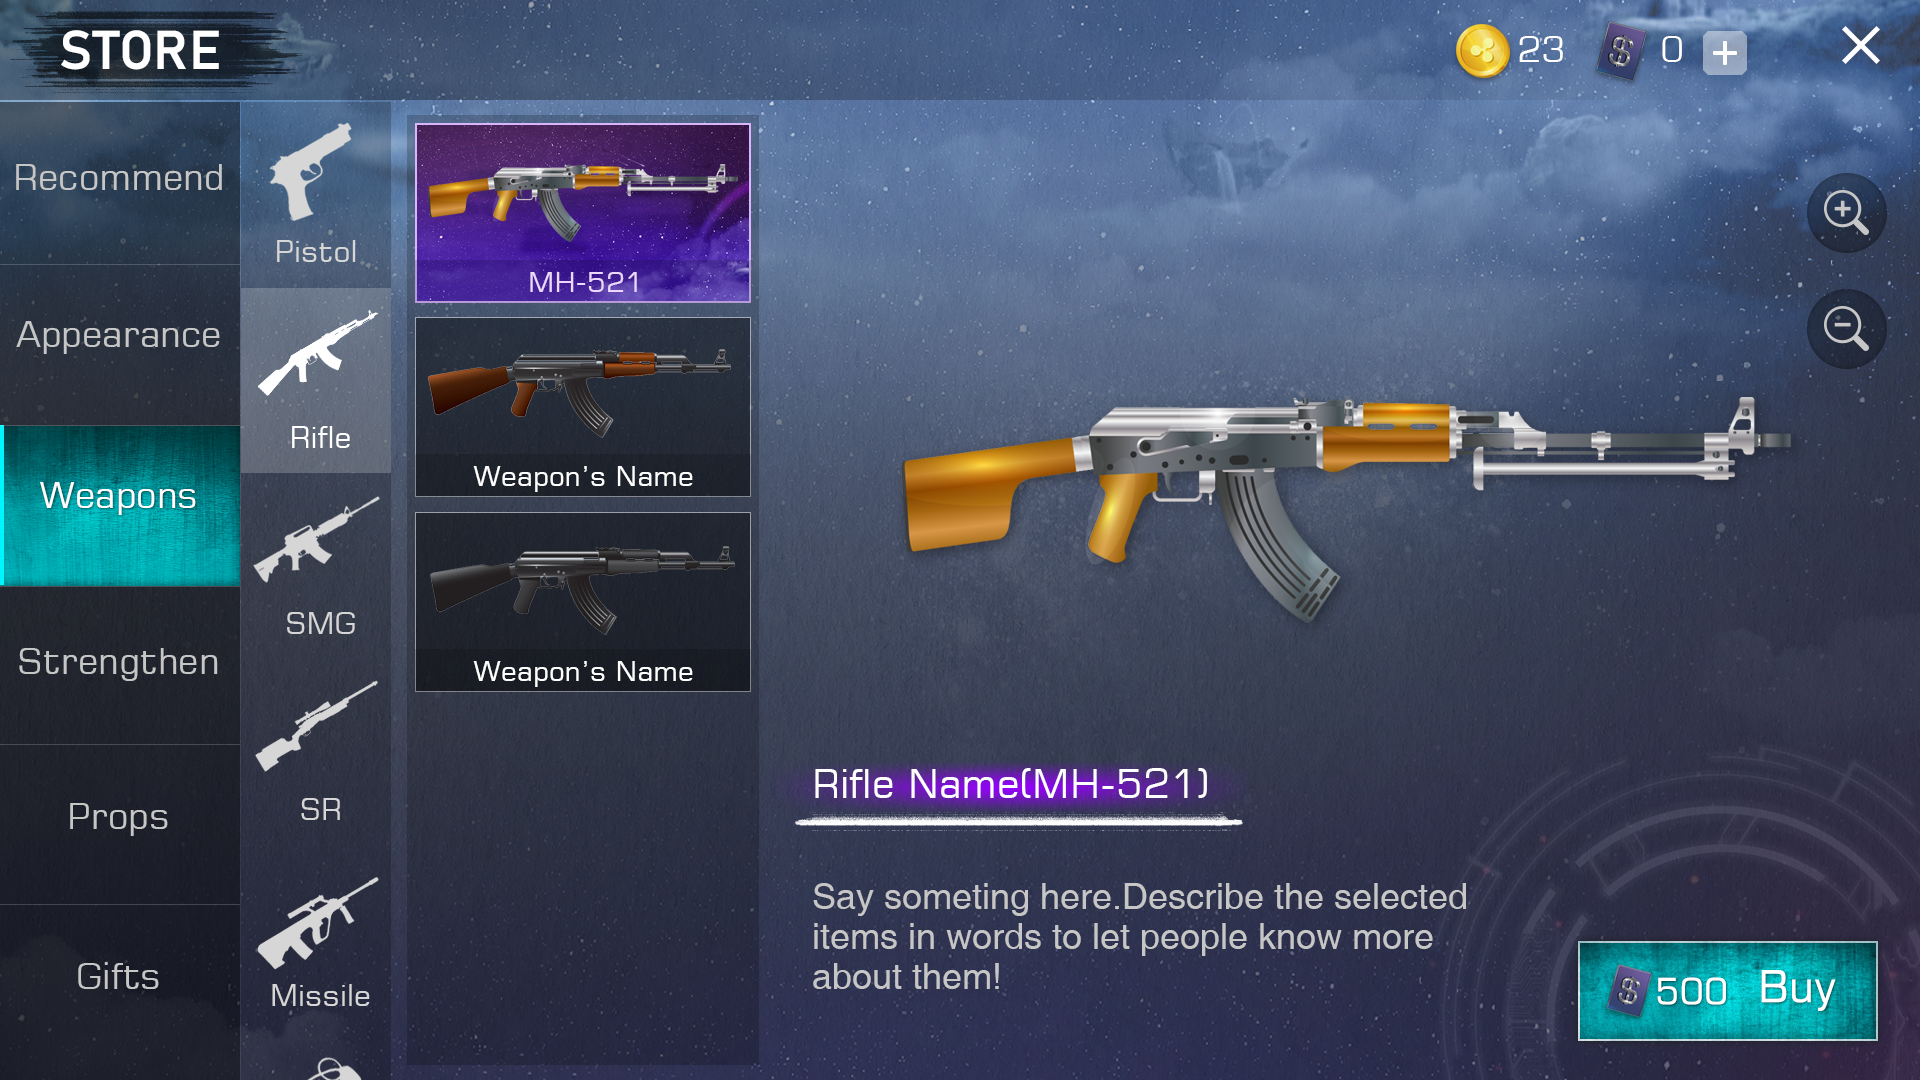 STORE
23
$
0
Recommend
Appearance
Weapons
Strengthen
Props
Gifts
Pistol
Rifle
SMG
SR
Missile
MH-521
Weapon's Name
Weapon's Name
Rifle Name(MH-521)
Say someting here.Describe the selected
items in words to let people know more
about them!
$ 500 Buy